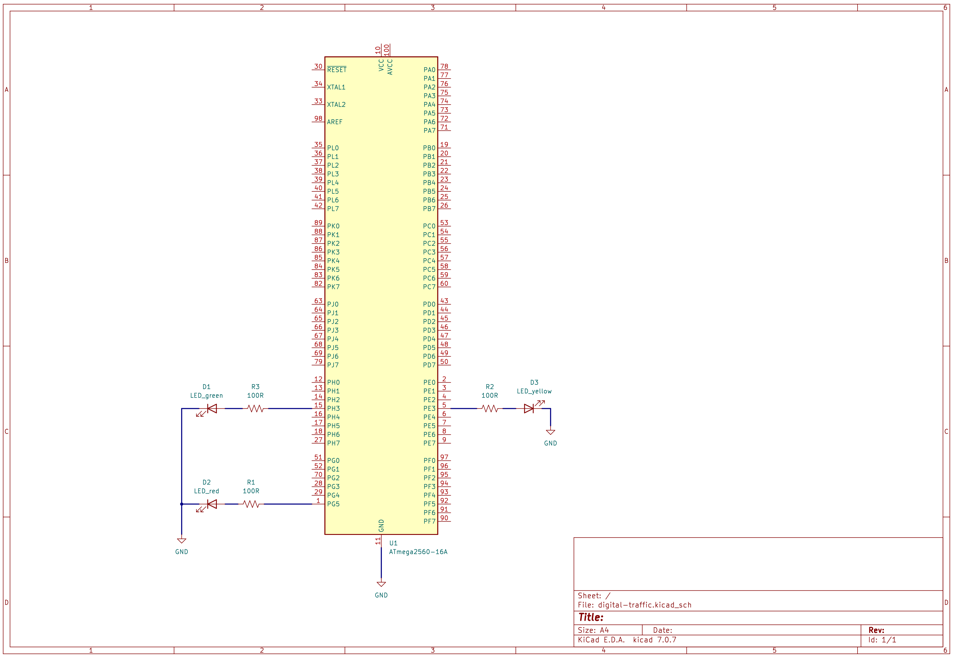 1 2 3 4 5 6
A A
B B
C C
D D
1 2 3 4 5 6
10 VCC
100 AVCC
30 RESET
34 XTAL1
33 XTAL2
98 AREF
35 PL0
36 PL1
37 PL2
38 PL3
39 PL4
40 PL5
41 PL6
42 PL7
89 PK0
88 PK1
87 PK2
86 PK3
85 PK4
84 PK5
83 PK6
82 PK7
63 PJ0
64 PJ1
65 PJ2
66 PJ3
67 PJ4
68 PJ5
69 PJ6
79 PJ7
12 PH0
13 PH1
14 PH2
15 PH3
16 PH4
17 PH5
18 PH6
27 PH7
51 PG0
52 PG1
70 PG2
28 PG3
29 PG4
1 PG5
PA0 78
PA1 77
PA2 76
PA3 75
PA4 74
PA5 73
PA6 72
PA7 71
PB0 19
PB1 20
PB2 21
PB3 22
PB4 23
PB5 24
PB6 25
PB7 26
PC0 53
PC1 54
PC2 55
PC3 56
PC4 57
PC5 58
PC6 59
PC7 60
PD0 43
PD1 44
PD2 45
PD3 46
PD4 47
PD5 48
PD6 49
PD7 50
PE0 2
PE1 3
PE2 4
PE3 5
PE4 6
PE5 7
PE6 8
PE7 9
PF0 97
PF1 96
PF2 95
PF3 94
PF4 93
PF5 92
PF6 91
PF7 90
GND 11
U1
ATmega2560-16A
GND
D1
LED_green
R3
100R
D2
LED_red
R1
100R
GND
R2
100R
D3
LED_yellow
GND
Sheet: /
File: digital-traffic.kicad_sch
Title:
Size: A4 Date: Rev:
KiCad E.D.A. kicad 7.0.7 Id: 1/1